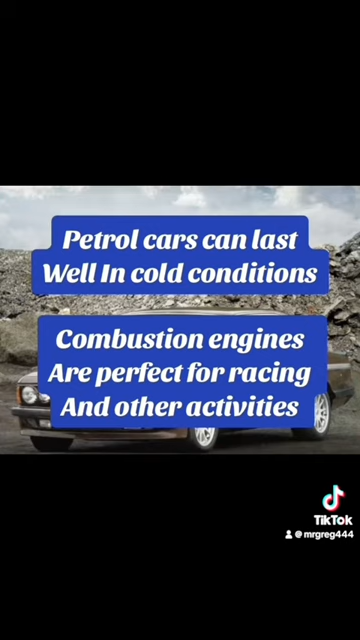 Petrol cars can last
Well In cold conditions
Combustion engines
Are perfect for racing
And other activities
TikTok
@mrgreg444